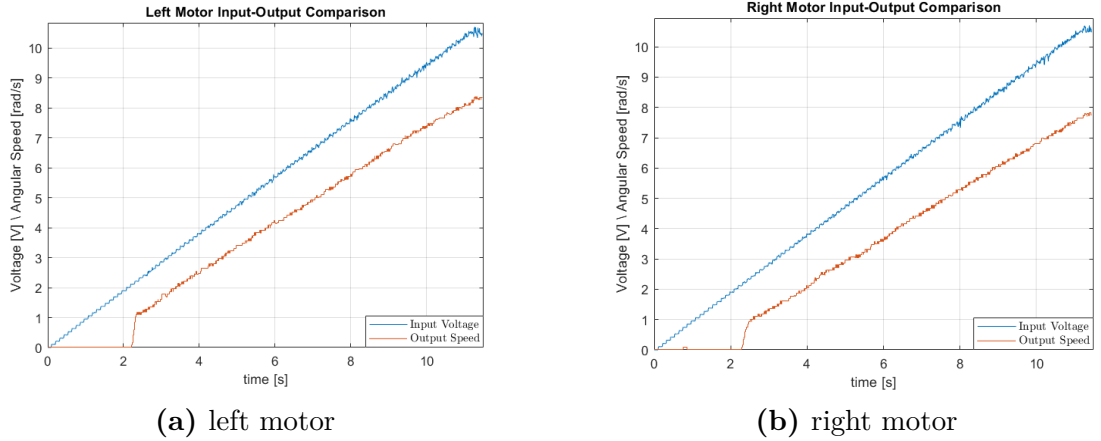 Left Motor Input-Output Comparison
Voltage [V] \ Angular Speed [rad/s]
10
9
8
7
6
5
4
3
2
1
0
0 2 4 6 8 10
time [s]
Input Voltage
Output Speed
(a) left motor
Right Motor Input-Output Comparison
Voltage [V] \ Angular Speed [rad/s]
10
9
8
7
6
5
4
3
2
1
0
0 2 4 6 8 10
time [s]
Input Voltage
Output Speed
(b) right motor